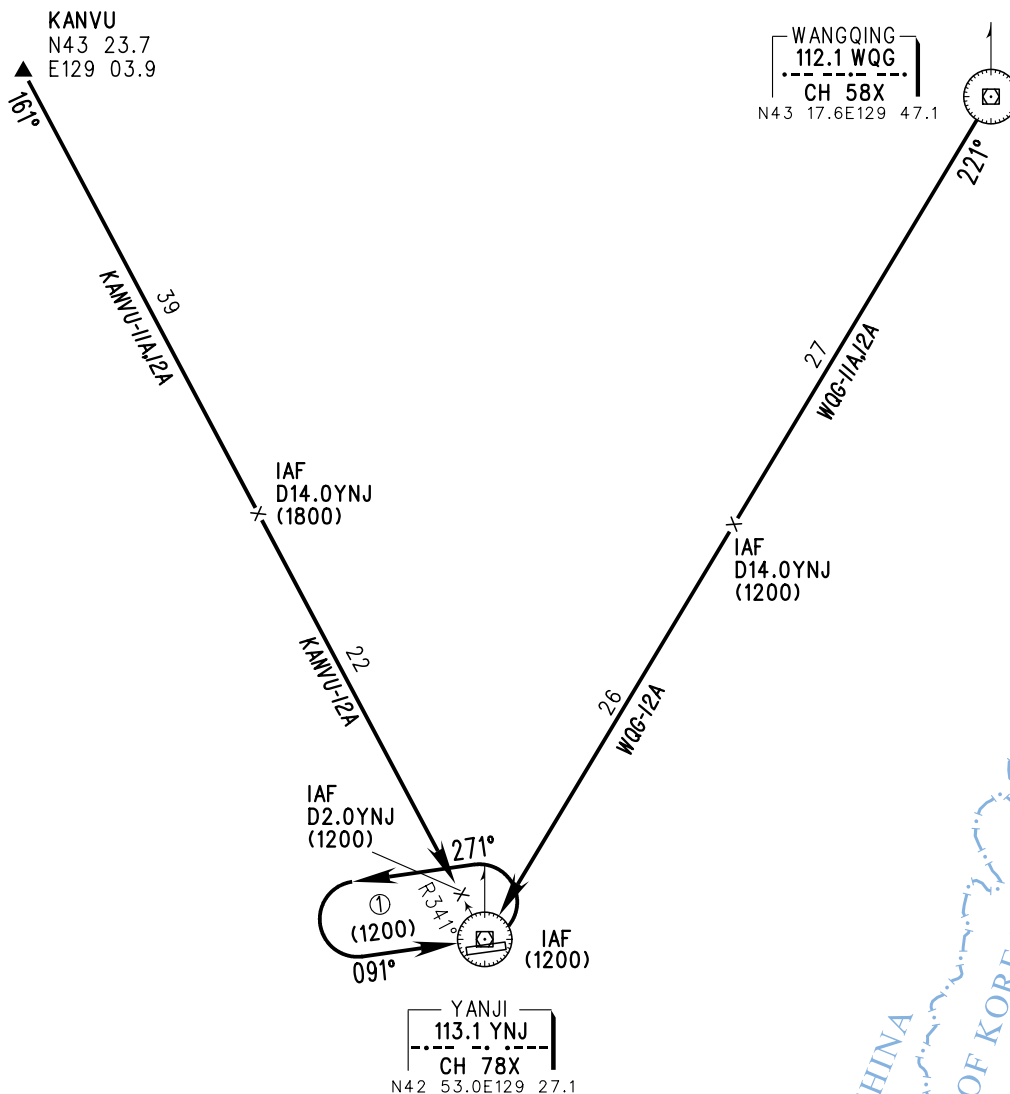 KANVU
N43 23.7
E129 03.9
161°
WANGQING
112.1 WQG
CH 58X
N43 17.6E129 47.1
221°
39
KANVU-11A,12A
27
WQG-11A,12A
IAF
D14.0YNJ
(1800)
IAF
D14.0YNJ
(1200)
22
KANVU-12A
26
WQG-12A
IAF
D2.0YNJ
(1200)
271°
R341°
1
(1200)
091°
IAF
(1200)
YANJI
113.1 YNJ
CH 78X
N42 53.0E129 27.1
OF KORE